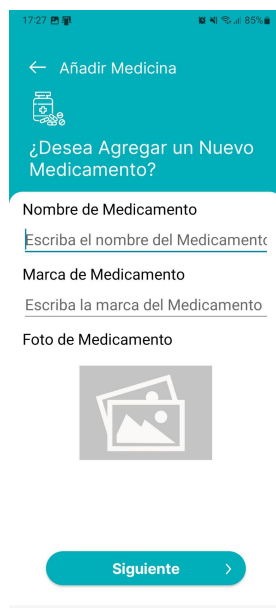 17:27 85%
Añadir Medicina
¿Desea Agregar un Nuevo
Medicamento?
Nombre de Medicamento
Escriba el nombre del Medicamento
Marca de Medicamento
Escriba la marca del Medicamento
Foto de Medicamento
Siguiente